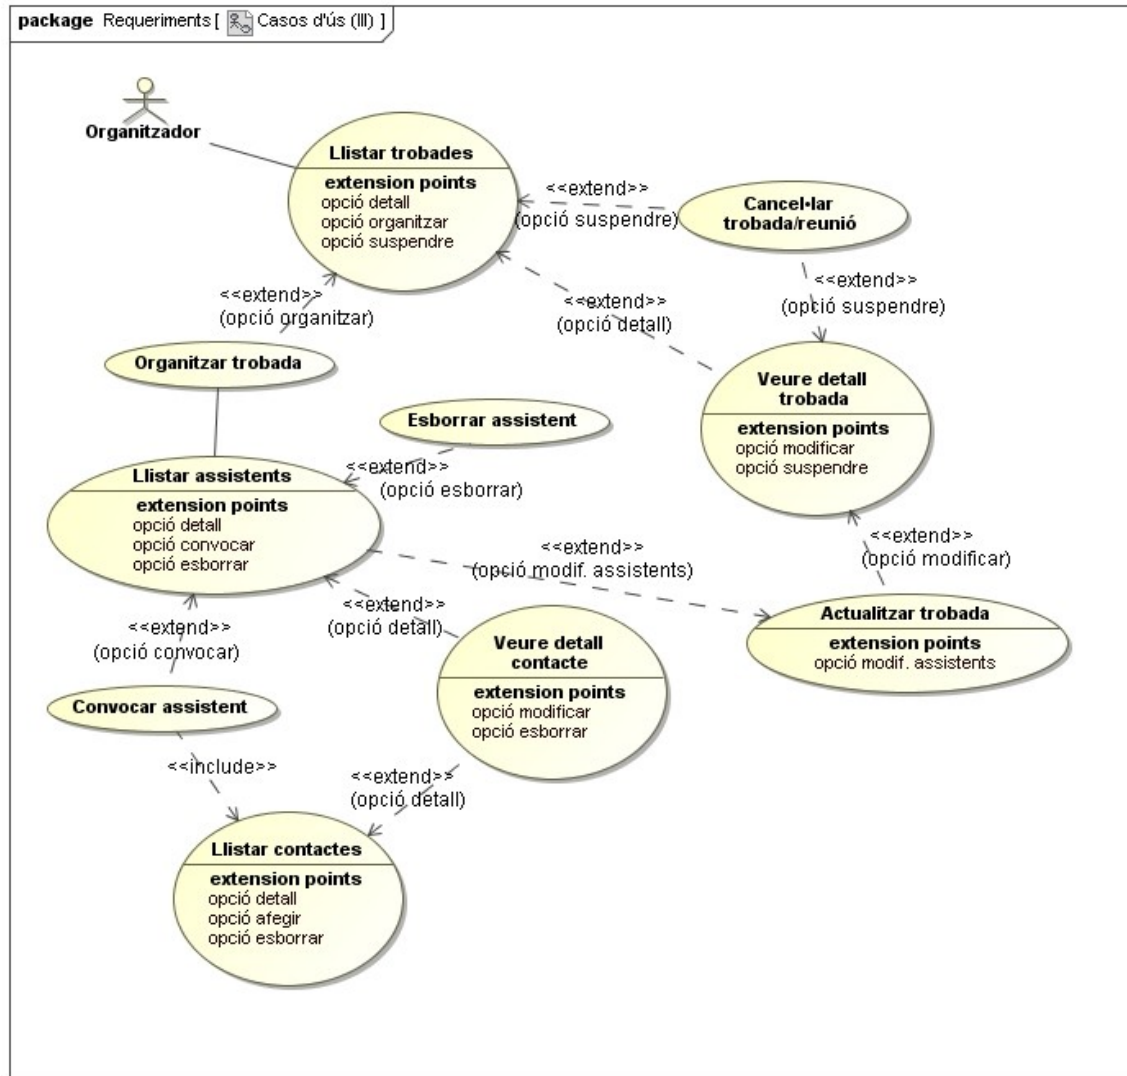 package Requeriments [ Casos d'ús (III) ]
Organitzador
Llistar trobades
extension points
opció detall
opció organitzar
opció suspendre
<<extend>>
(opció suspendre)
Cancel•lar
trobada/reunió
<<extend>>
(opció organitzar)
<<extend>>
(opció detall)
<<extend>>
(opció suspendre)
Organitzar trobada
Veure detall
trobada
extension points
opció modificar
opció suspendre
Esborrar assistent
<<extend>>
(opció esborrar)
Llistar assistents
extension points
opció detall
opció convocar
opció esborrar
<<extend>>
(opció modif. assistents)
<<extend>>
(opció modificar)
<<extend>>
(opció convocar)
<<extend>>
(opció detall)
Actualitzar trobada
extension points
opció modif. assistents
Veure detall
contacte
extension points
opció modificar
opció esborrar
Convocar assistent
<<include>>
<<extend>>
(opció detall)
Llistar contactes
extension points
opció detall
opció afegir
opció esborrar